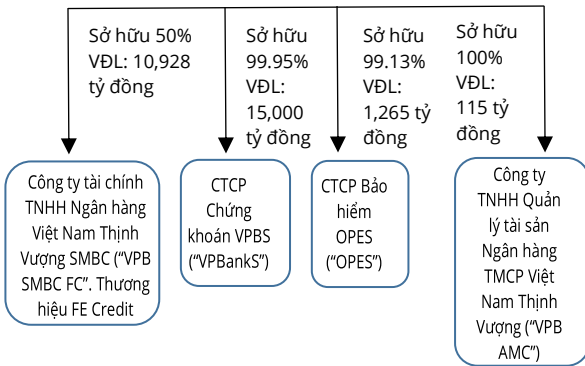 Sở hữu 50%
VĐL: 10,928
tỷ đồng
Sở hữu
99.95%
VĐL:
15,000
tỷ đồng
Sở hữu
99.13%
VĐL:
1,265 tỷ
đồng
Sở hữu
100%
VĐL:
115 tỷ
đồng
Công ty tài chính
TNHH Ngân hàng
Việt Nam Thịnh
Vượng SMBC (“VPB
SMBC FC”. Thương
hiệu FE Credit
CTCP
Chứng
khoán VPBS
(“VPBankS”)
CTCP Bảo
hiểm
OPES
(“OPES”)
Công ty
TNHH Quản
lý tài sản
Ngân hàng
TMCP Việt
Nam Thịnh
Vượng (“VPB
AMC”)